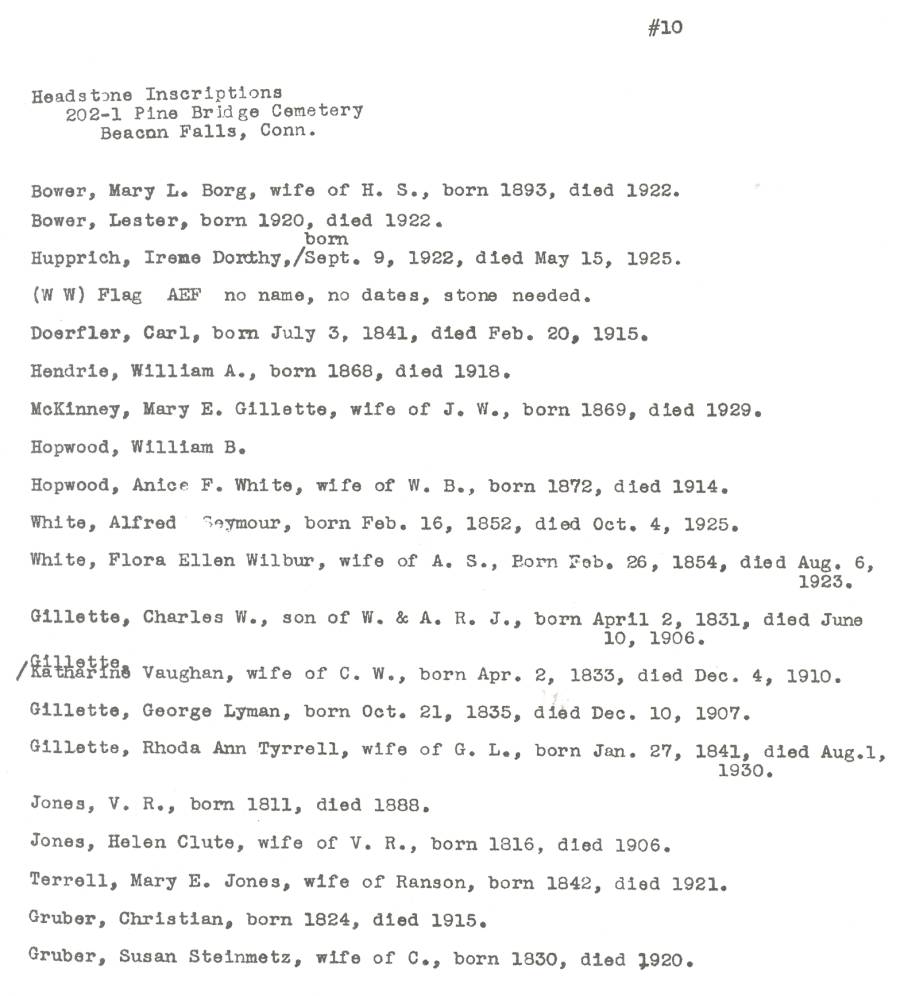 #10
Headstone Inscriptions
202-1 Pine Bridge Cemetery
Beacon Falls, Conn.
Bower, Mary L. Borg, wife of H. S., born 1893, died 1922.
Bower, Lester, born 1920, died 1922.
born
Hupprich, Irene Dorthy,/Sept. 9, 1922, died May 15, 1925.
(W W) Flag AEF no name, no dates, stone needed.
Doerfler, Carl, born July 3, 1841, died Feb. 20, 1915.
Hendrie, William A., born 1868, died 1918.
McKinney, Mary E. Gillette, wife of J. W., born 1869, died 1929.
Hopwood, William B.
Hopwood, Anice F. White, wife of W. B., born 1872, died 1914.
White, Alfred Seymour, born Feb. 16, 1852, died Oct. 4, 1925.
White, Flora Ellen Wilbur, wife of A. S., Born Feb. 26, 1854, died Aug. 6,
1923.
Gillette, Charles W., son of W. & A. R. J., born April 2, 1831, died June
10, 1906.
Gillette,
/Katharine Vaughan, wife of C. W., born Apr. 2, 1833, died Dec. 4, 1910.
Gillette, George Lyman, born Oct. 21, 1835, died Dec. 10, 1907.
Gillette, Rhoda Ann Tyrrell, wife of G. L., born Jan. 27, 1841, died Aug.1,
1930.
Jones, V. R., born 1811, died 1888.
Jones, Helen Clute, wife of V. R., born 1816, died 1906.
Terrell, Mary E. Jones, wife of Ranson, born 1842, died 1921.
Gruber, Christian, born 1824, died 1915.
Gruber, Susan Steinmetz, wife of C., born 1830, died 1920.